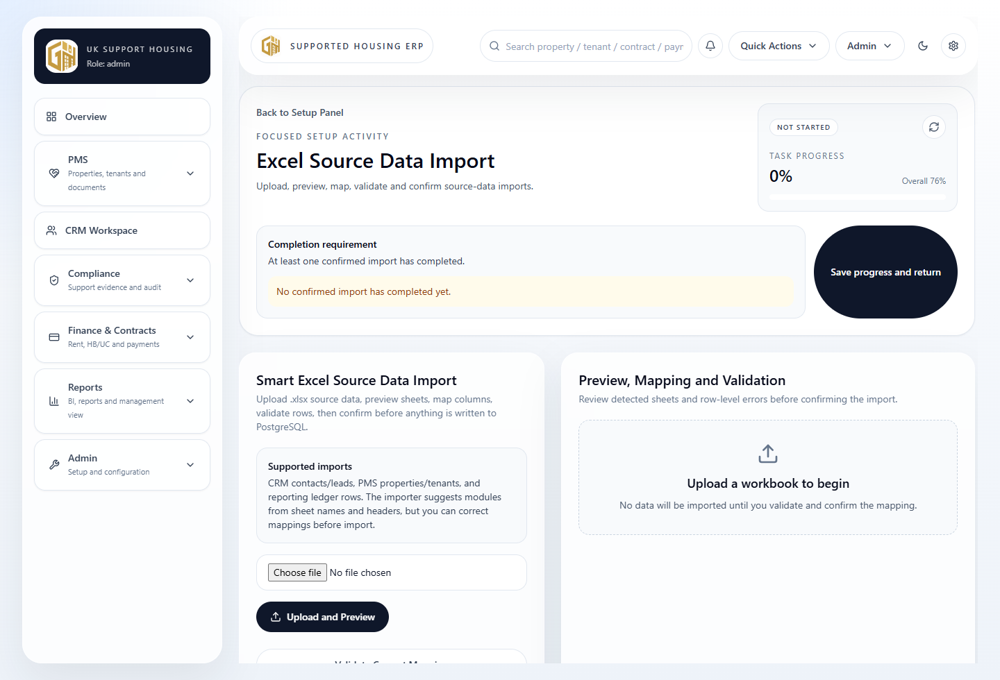 UK SUPPORT HOUSING
Role: admin
Overview
PMS
Properties, tenants and
documents
CRM Workspace
Compliance
Support evidence and audit
Finance & Contracts
Rent, HB/UC and payments
Reports
BI, reports and management
view
Admin
Setup and configuration
SUPPORTED HOUSING ERP
Search property / tenant / contract / payr
Quick Actions
Admin
Back to Setup Panel
FOCUSED SETUP ACTIVITY
Excel Source Data Import
Upload, preview, map, validate and confirm source-data imports.
NOT STARTED
TASK PROGRESS
0%
Overall 76%
Completion requirement
At least one confirmed import has completed.
No confirmed import has completed yet.
Save progress and return
Smart Excel Source Data Import
Upload .xlsx source data, preview sheets, map columns,
validate rows, then confirm before anything is written to
PostgreSQL.
Supported imports
CRM contacts/leads, PMS properties/tenants, and
reporting ledger rows. The importer suggests modules
from sheet names and headers, but you can correct
mappings before import.
Choose file No file chosen
Upload and Preview
Preview, Mapping and Validation
Review detected sheets and row-level errors before confirming the import.
Upload a workbook to begin
No data will be imported until you validate and confirm the mapping.